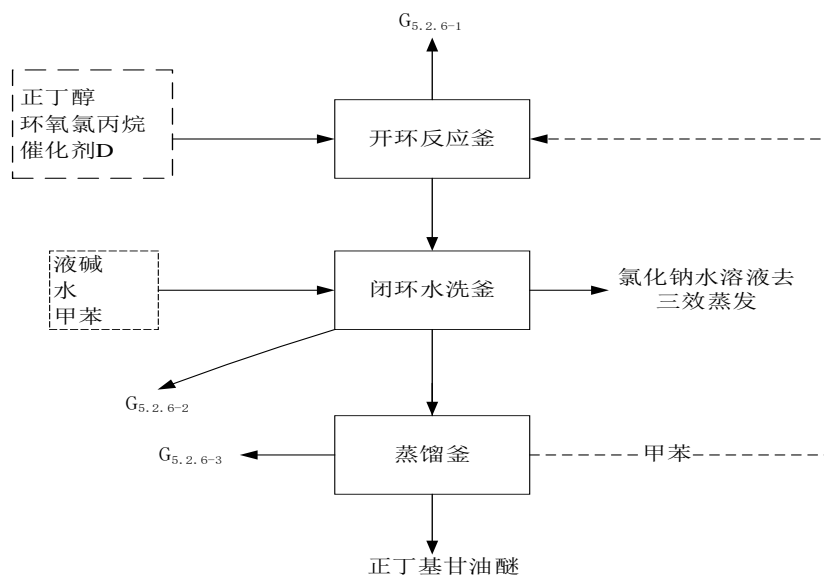 G5.2.6-1
正丁醇
环氧氯丙烷
催化剂D
开环反应釜
液碱
水
甲苯
闭环水洗釜
氯化钠水溶液去
三效蒸发
G5.2.6-2
G5.2.6-3
蒸馏釜
甲苯
正丁基甘油醚